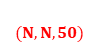 (N, N, 50)